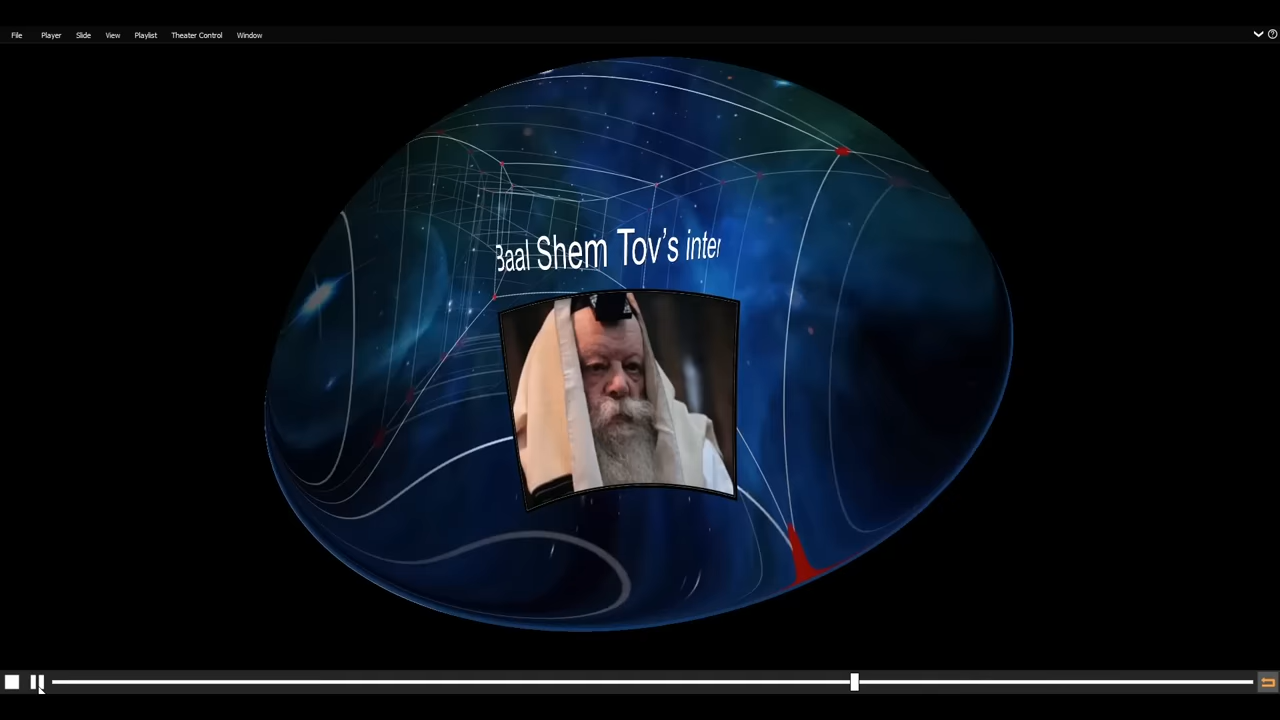 File Player Slide View Playlist Theater Control Window
Baal Shem Tov's inter